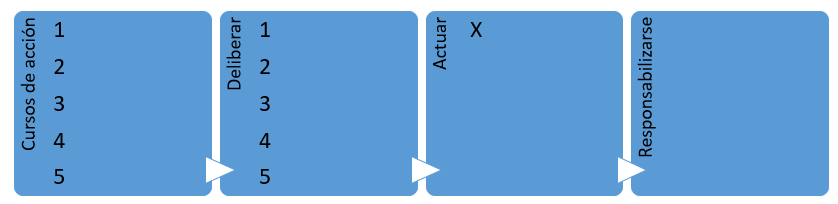 Cursos de acción
1
2
3
4
5
Deliberar
1
2
3
4
5
Actuar
X
Responsabilizarse